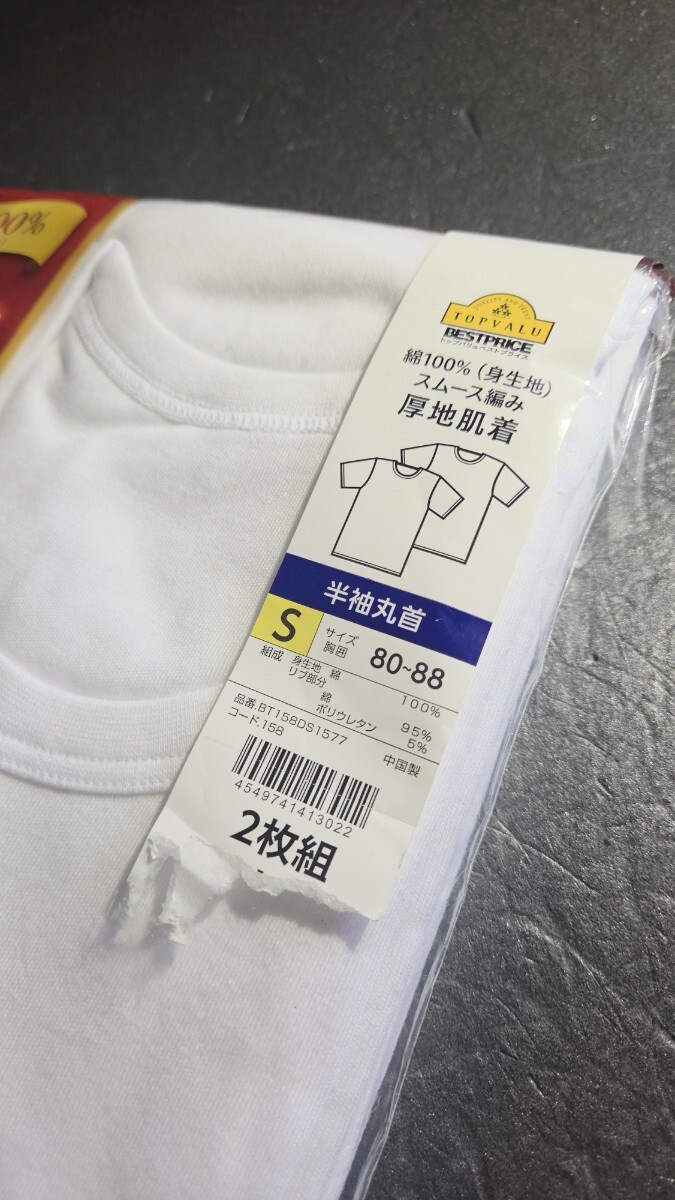 00%
QUALITY AND TRUST
TOPVALU
BESTPRICE
トップバリュベストプライス
綿100%(身生地)
スムース編み
厚地肌着
半袖丸首
S サイズ 胸囲 80~88
組成 身生地 綿 100%
リブ部分 綿 95%
ポリウレタン 5%
品番.BT158DS1577 中国製
コード.158
4549741413022
2枚組